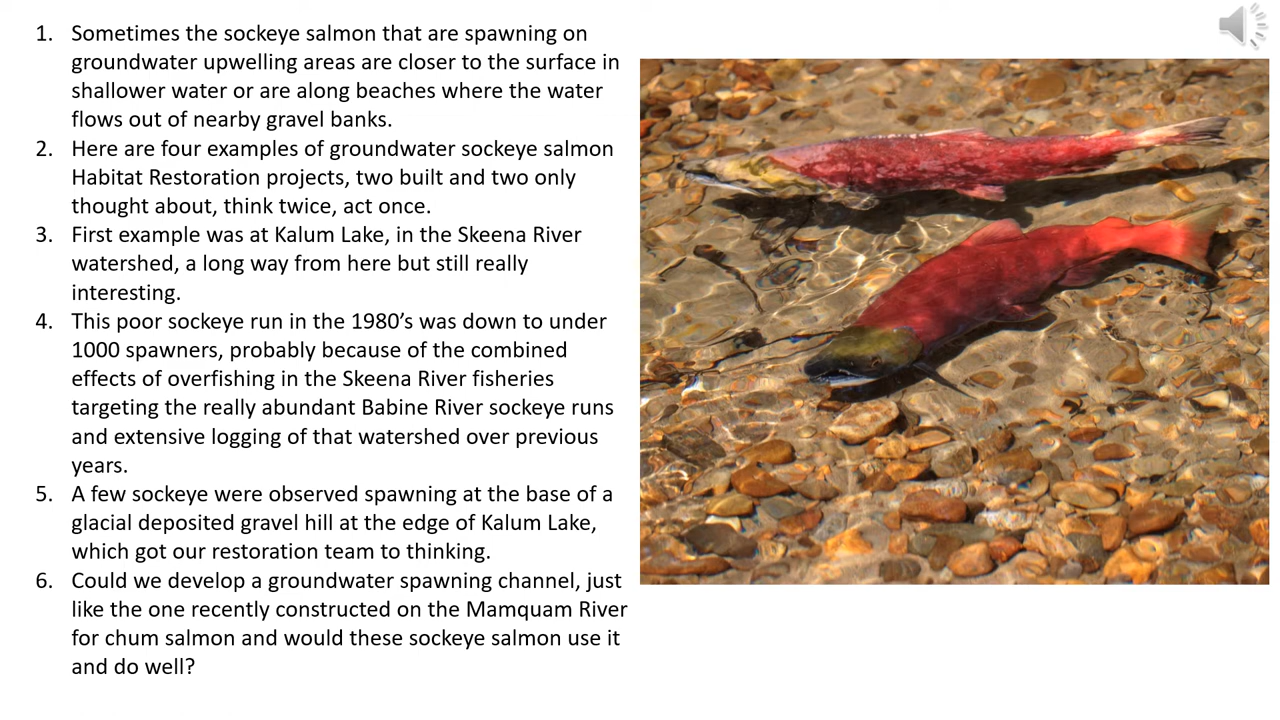 1. Sometimes the sockeye salmon that are spawning on
groundwater upwelling areas are closer to the surface in
shallower water or are along beaches where the water
flows out of nearby gravel banks.
2. Here are four examples of groundwater sockeye salmon
Habitat Restoration projects, two built and two only
thought about, think twice, act once.
3. First example was at Kalum Lake, in the Skeena River
watershed, a long way from here but still really
interesting.
4. This poor sockeye run in the 1980’s was down to under
1000 spawners, probably because of the combined
effects of overfishing in the Skeena River fisheries
targeting the really abundant Babine River sockeye runs
and extensive logging of that watershed over previous
years.
5. A few sockeye were observed spawning at the base of a
glacial deposited gravel hill at the edge of Kalum Lake,
which got our restoration team to thinking.
6. Could we develop a groundwater spawning channel, just
like the one recently constructed on the Mamquam River
for chum salmon and would these sockeye salmon use it
and do well?